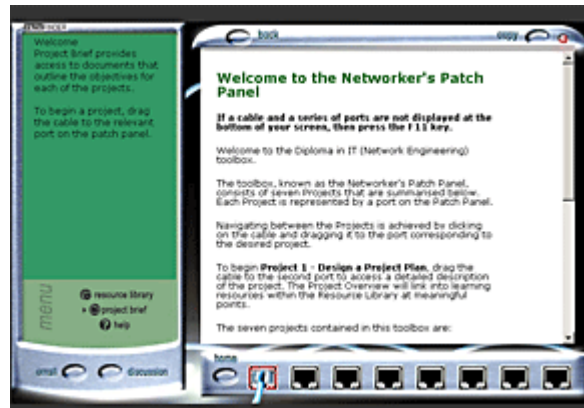 Welcome
Project Brief provides
access to documents that
outline the objectives for
each of the projects.
To begin a project, drag
the cable to the relevant
port on the patch panel.
menu
resource library
project brief
help
email
discussion
back
copy
Welcome to the Networker's Patch
Panel
If a cable and a series of ports are not displayed at the
bottom of your screen, then press the F11 key.
Welcome to the Diploma in IT (Network Engineering)
toolbox.
The toolbox, known as the Networker's Patch Panel,
consists of seven Projects that are summarised below.
Each Project is represented by a port on the Patch Panel.
Navigating between the Projects is achieved by clicking
on the cable and dragging it to the port corresponding to
the desired project.
To begin Project 1 - Design a Project Plan, drag the
cable to the second port to access a detailed description
of the project. The Project Overview will link into learning
resources within the Resource Library at meaningful
points.
The seven projects contained in this toolbox are:
home